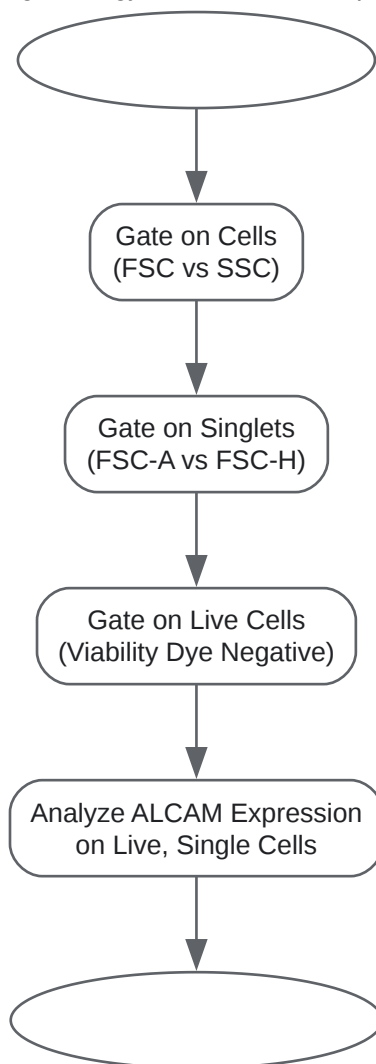 Gate on Cells
(FSC vs SSC)
Gate on Singlets
(FSC-A vs FSC-H)
Gate on Live Cells
(Viability Dye Negative)
Analyze ALCAM Expression
on Live, Single Cells